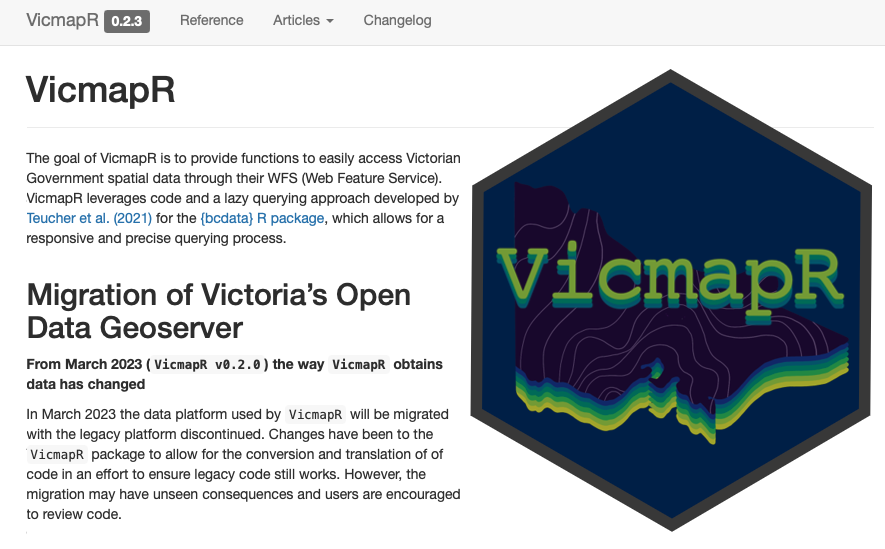 VicmapR 0.2.3 Reference Articles Changelog
VicmapR
The goal of VicmapR is to provide functions to easily access Victorian
Government spatial data through their WFS (Web Feature Service).
VicmapR leverages code and a lazy querying approach developed by
Teucher et al. (2021) for the {bcdata} R package, which allows for a
responsive and precise querying process.
VicmapR
Migration of Victoria’s Open
Data Geoserver
From March 2023 ( VicmapR v0.2.0 ) the way VicmapR obtains
data has changed
In March 2023 the data platform used by VicmapR will be migrated
with the legacy platform discontinued. Changes have been to the
VicmapR package to allow for the conversion and translation of of
code in an effort to ensure legacy code still works. However, the
migration may have unseen consequences and users are encouraged
to review code.